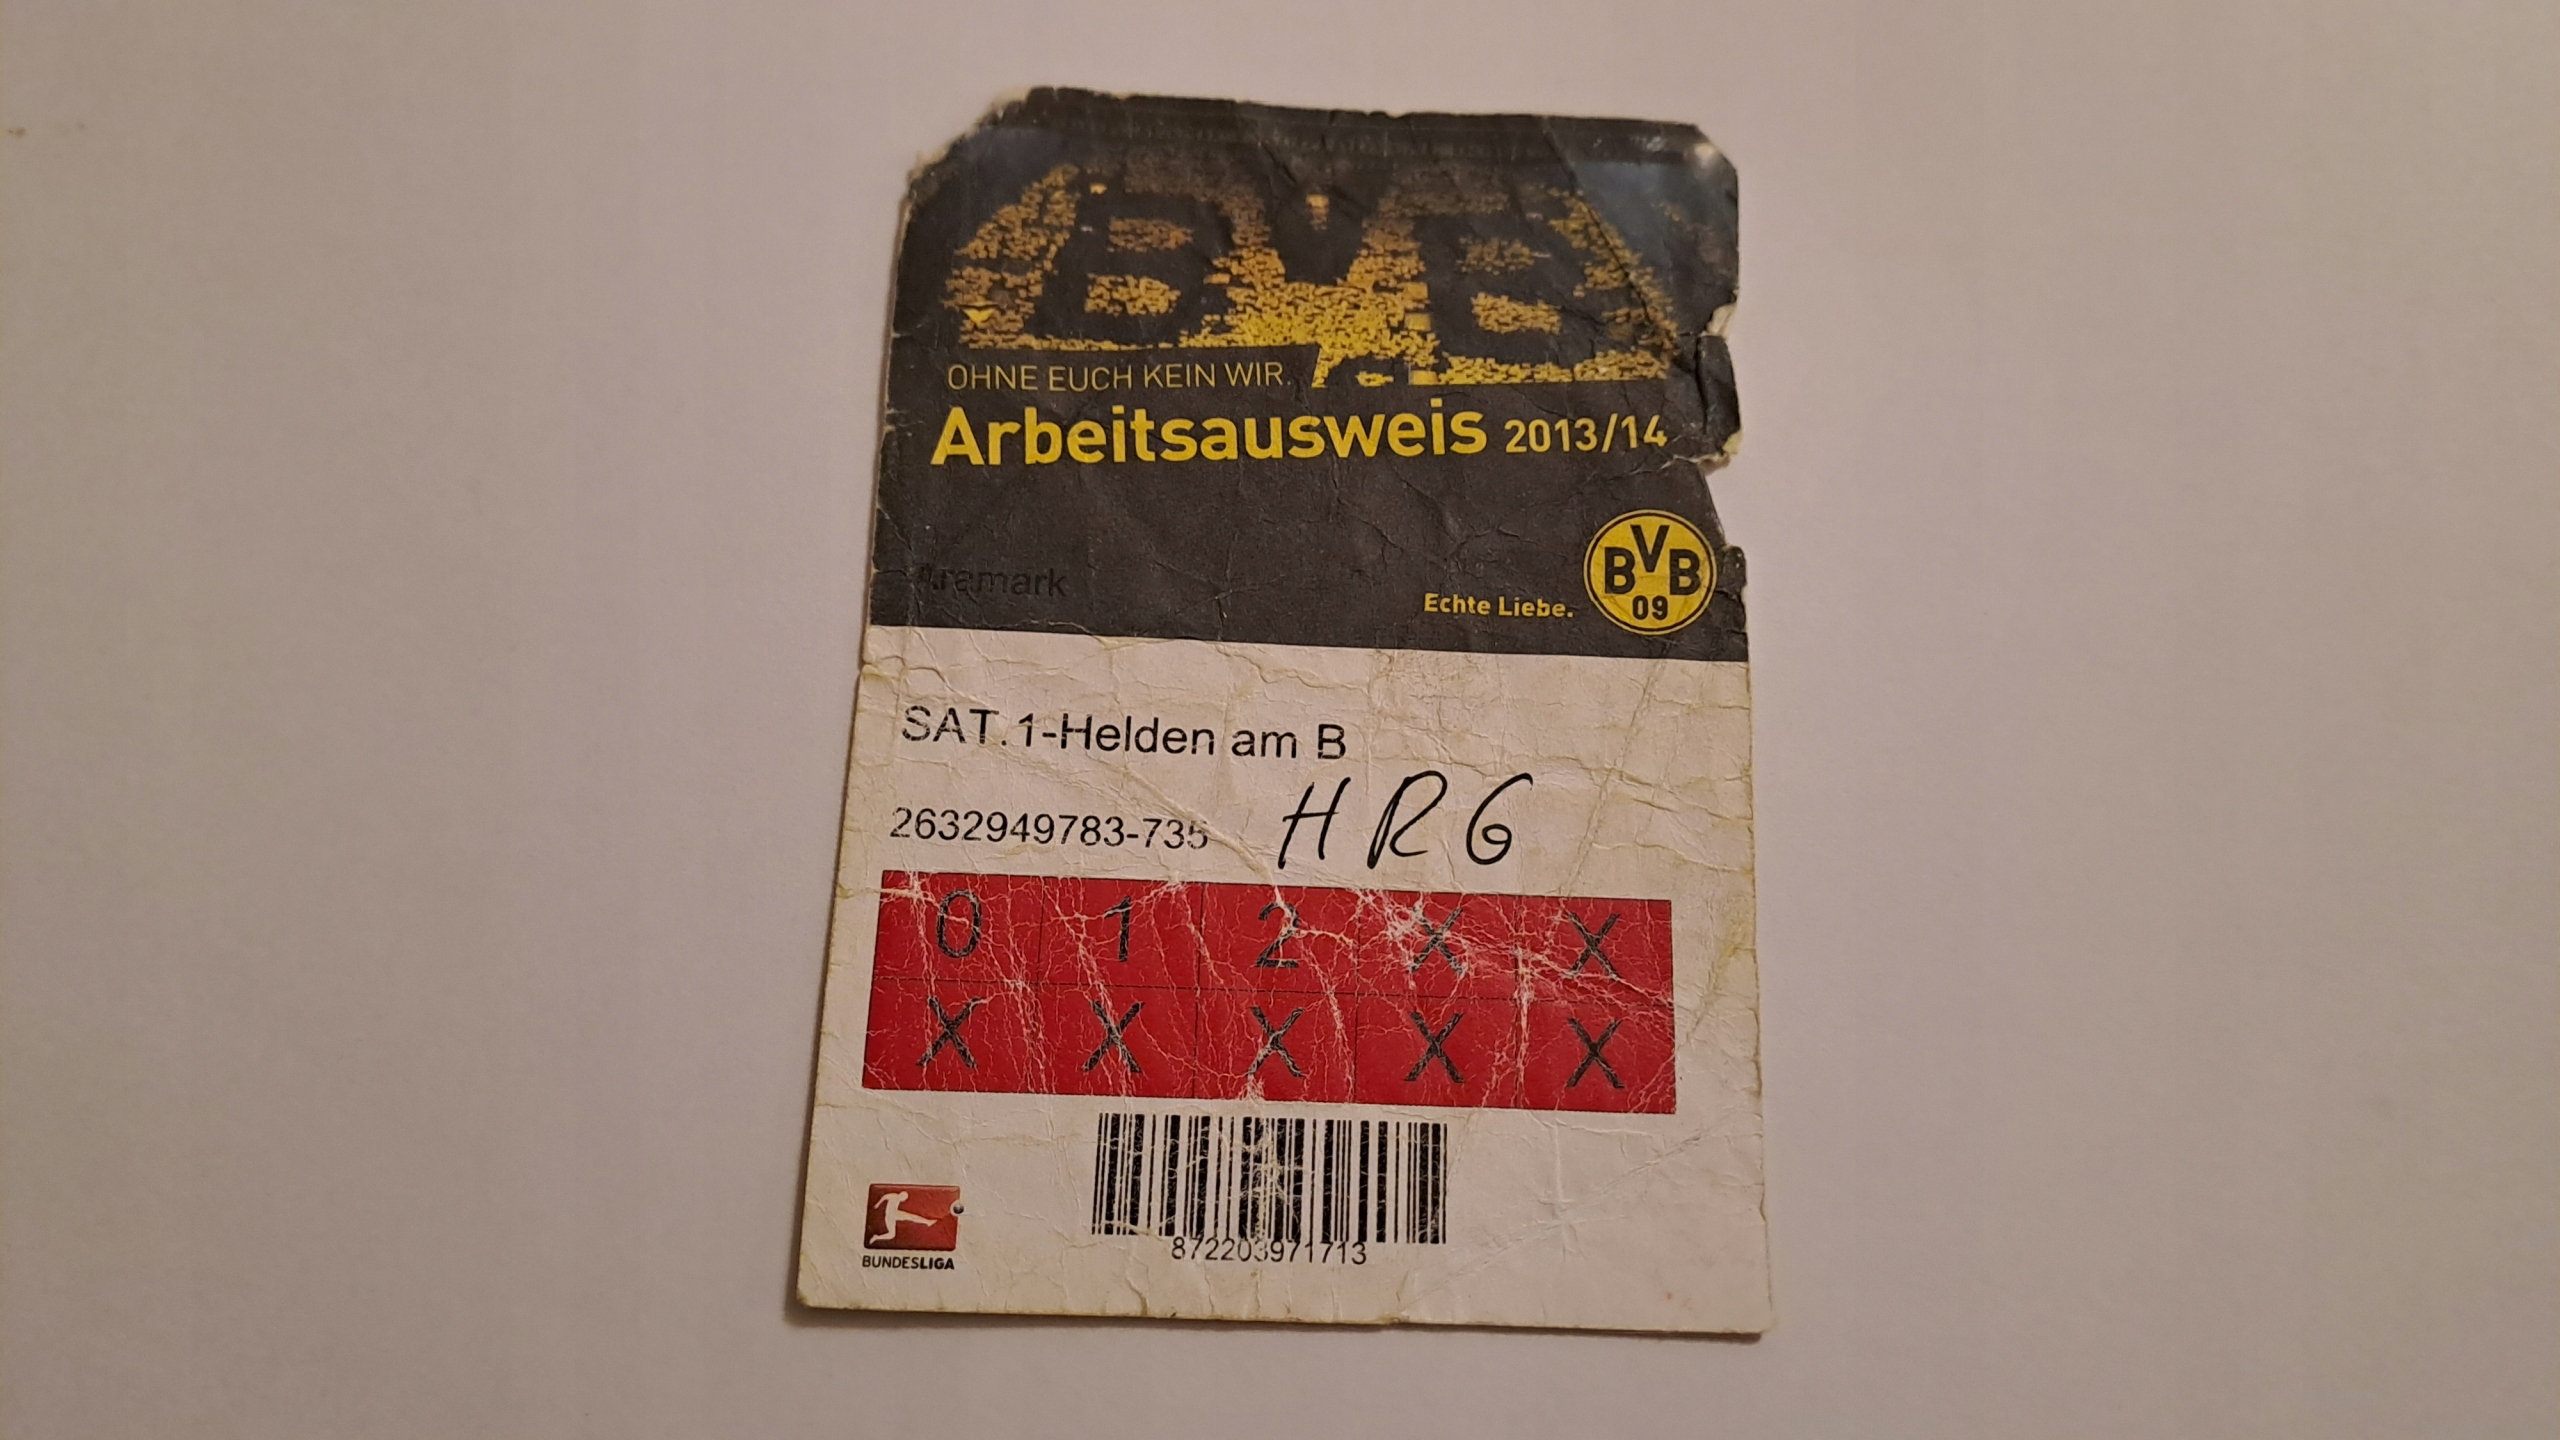 BVB
OHNE EUCH KEIN WIR.
Arbeitsausweis 2013/14
Aramark
Echte Liebe.
BVB
09
SAT.1-Helden am B
2632949783-735
HRG
0 1 2 X X
X X X X X
872203971713
BUNDESLIGA